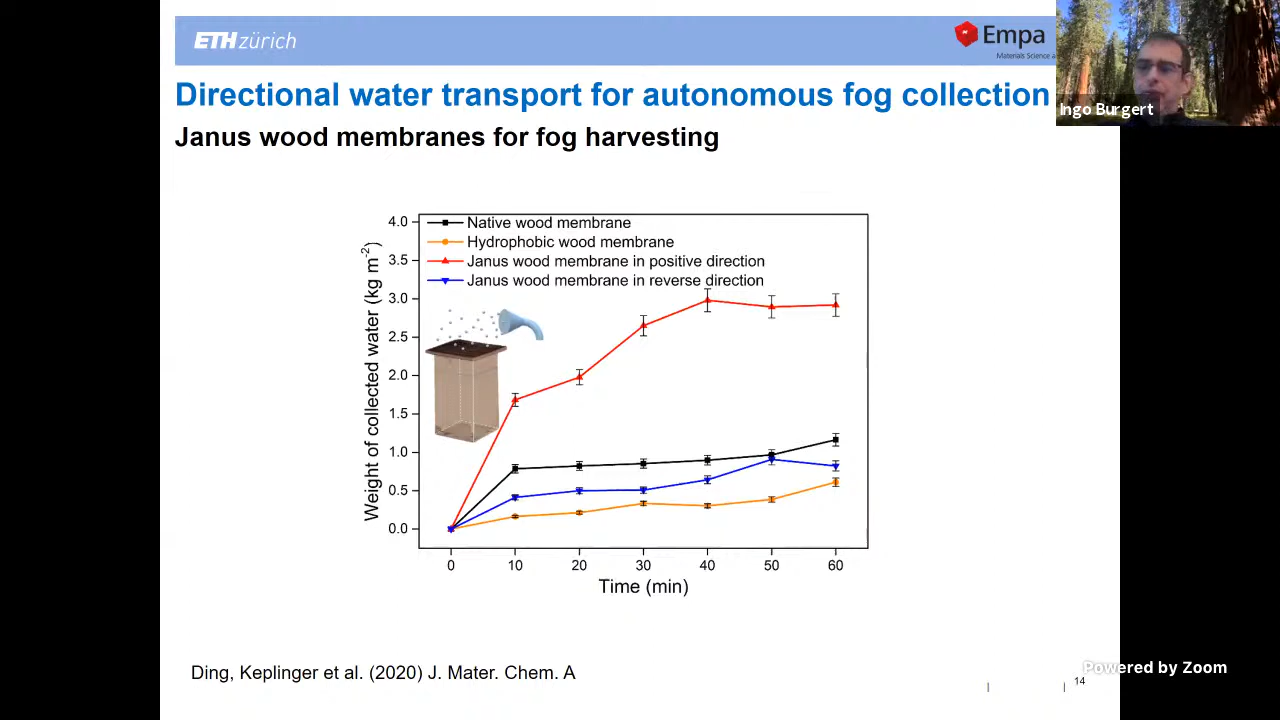 ETH zürich
Empa
Materials Science a
Ingo Burgert
Directional water transport for autonomous fog collection
Janus wood membranes for fog harvesting
Native wood membrane
Hydrophobic wood membrane
Janus wood membrane in positive direction
Janus wood membrane in reverse direction
Weight of collected water (kg m-2)
4.0
3.5
3.0
2.5
2.0
1.5
1.0
0.5
0.0
0 10 20 30 40 50 60
Time (min)
Ding, Keplinger et al. (2020) J. Mater. Chem. A
Powered by Zoom
14